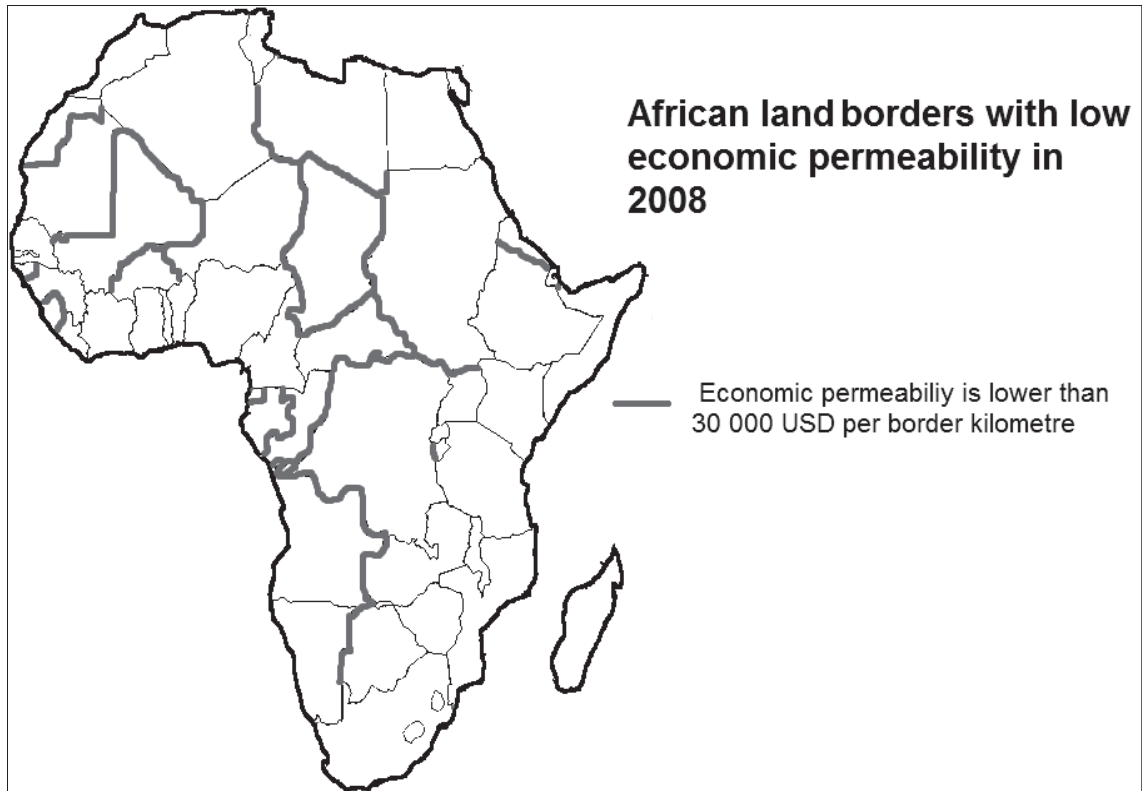 African land borders with low
economic permeability in
2008
Economic permeabiliy is lower than
30 000 USD per border kilometre